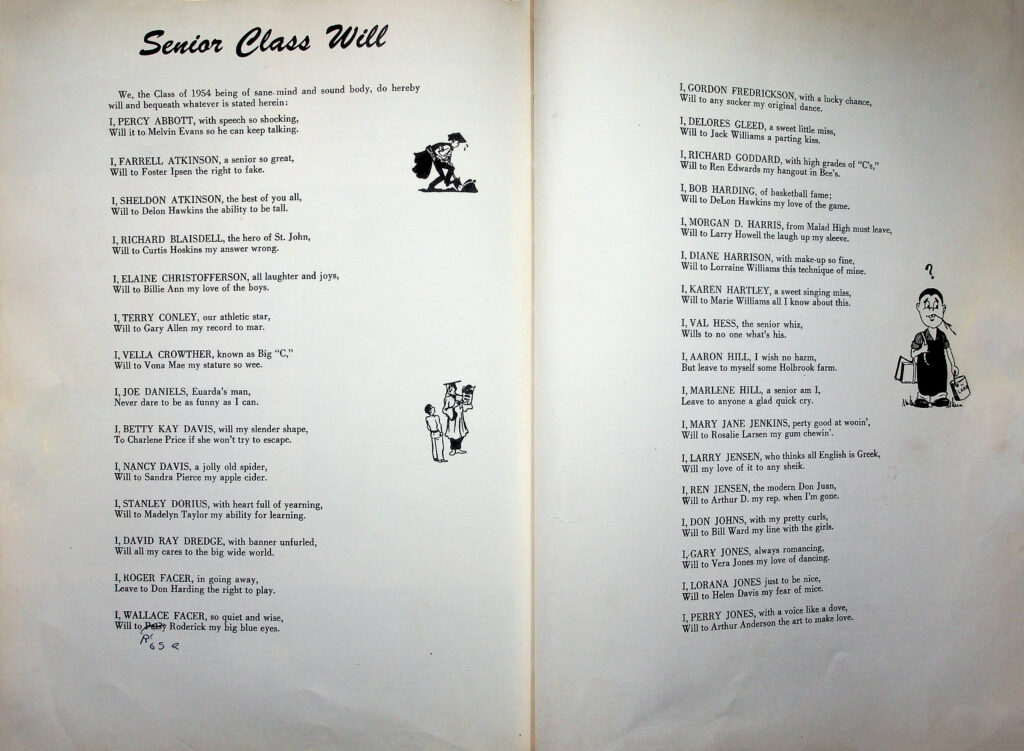 Senior Class Will
We, the Class of 1954 being of sane mind and sound body, do hereby
will and bequeath whatever is stated herein:
I, PERCY ABBOTT, with speech so shocking,
Will it to Melvin Evans so he can keep talking.
I, FARRELL ATKINSON, a senior so great,
Will to Foster Ipsen the right to fake.
I, SHELDON ATKINSON, the best of you all,
Will to Delon Hawkins the ability to be tall.
I, RICHARD BLAISDELL, the hero of St. John,
Will to Curtis Hoskins my answer wrong.
I, ELAINE CHRISTOFFERSON, all laughter and joys,
Will to Billie Ann my love of the boys.
I, TERRY CONLEY, our athletic star,
Will to Gary Allen my record to mar.
I, VELLA CROWTHER, known as Big "C,"
Will to Vona Mae my stature so wee.
I, JOE DANIELS, Euarda's man,
Never dare to be as funny as I can.
I, BETTY KAY DAVIS, will my slender shape,
To Charlene Price if she won't try to escape.
I, NANCY DAVIS, a jolly old spider,
Will to Sandra Pierce my apple cider.
I, STANLEY DORIUS, with heart full of yearning,
Will to Madelyn Taylor my ability for learning.
I, DAVID RAY DREDGE, with banner unfurled,
Will all my cares to the big wide world.
I, ROGER FACER, in going away,
Leave to Don Harding the right to play.
I, WALLACE FACER, so quiet and wise,
Will to Roderick my big blue eyes.
Rose
I, GORDON FREDRICKSON, with a lucky chance,
Will to any sucker my original dance.
I, DELORES GLEED, a sweet little miss,
Will to Jack Williams a parting kiss.
I, RICHARD GODDARD, with high grades of "C's,"
Will to Ren Edwards my hangout in Bee's.
I, BOB HARDING, of basketball fame;
Will to DeLon Hawkins my love of the game.
I, MORGAN D. HARRIS, from Malad High must leave,
Will to Larry Howell the laugh up my sleeve.
I, DIANE HARRISON, with make-up so fine,
Will to Lorraine Williams this technique of mine.
I, KAREN HARTLEY, a sweet singing miss,
Will to Marie Williams all I know about this.
I, VAL HESS, the senior whiz,
Wills to no one what's his.
I, AARON HILL, I wish no harm,
But leave to myself some Holbrook farm.
I, MARLENE HILL, a senior am I,
Leave to anyone a glad quick cry.
I, MARY JANE JENKINS, perty good at wooin',
Will to Rosalie Larsen my gum chewin'.
I, LARRY JENSEN, who thinks all English is Greek,
Will my love of it to any sheik.
I, REN JENSEN, the modern Don Juan,
Will to Arthur D. my rep. when I'm gone.
I, DON JOHNS, with my pretty curls,
Will to Bill Ward my line with the girls.
I, GARY JONES, always romancing,
Will to Vera Jones my love of dancing.
I, LORANA JONES just to be nice,
Will to Helen Davis my fear of mice.
I, PERRY JONES, with a voice like a dove,
Will to Arthur Anderson the art to make love.
?